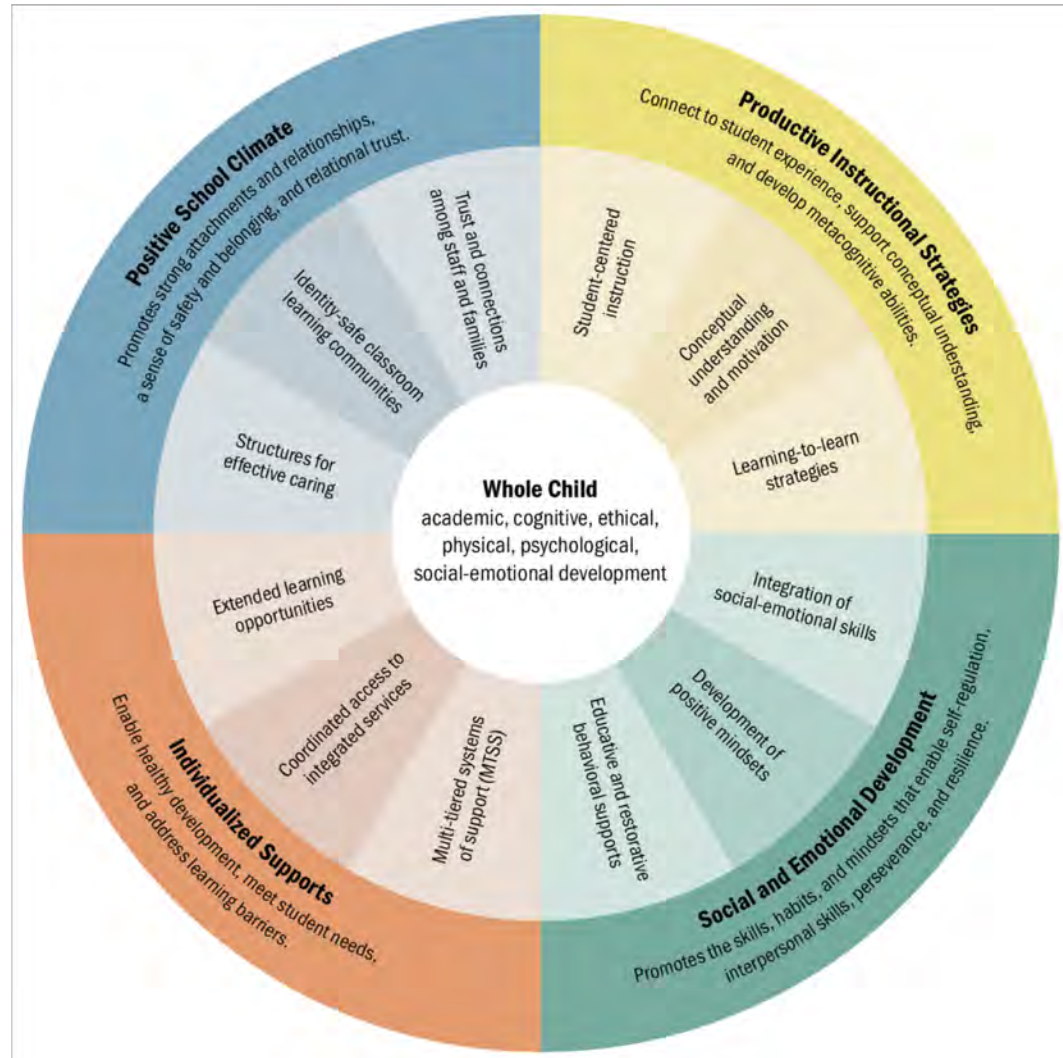 Positive School Climate
Promotes strong attachments and relationships,
a sense of safety and belonging, and relational trust.
Trust and connections
among staff and families
Identity-safe classroom
learning communities
Structures for
effective caring
Productive Instructional Strategies
Connect to student experience, support conceptual understanding,
and develop metacognitive abilities.
Student-centered
instruction
Conceptual
understanding
and motivation
Learning-to-learn
strategies
Whole Child
academic, cognitive, ethical,
physical, psychological,
social-emotional development
Social and Emotional Development
Promotes the skills, habits, and mindsets that enable self-regulation,
interpersonal skills, perseverance, and resilience.
Integration of
social-emotional skills
Development of
positive mindsets
Educative and restorative
behavioral supports
Individualized Supports
Enable healthy development, meet student needs,
and address learning barriers.
Extended learning
opportunities
Coordinated access to
integrated services
Multi-tiered systems
of support (MTSS)